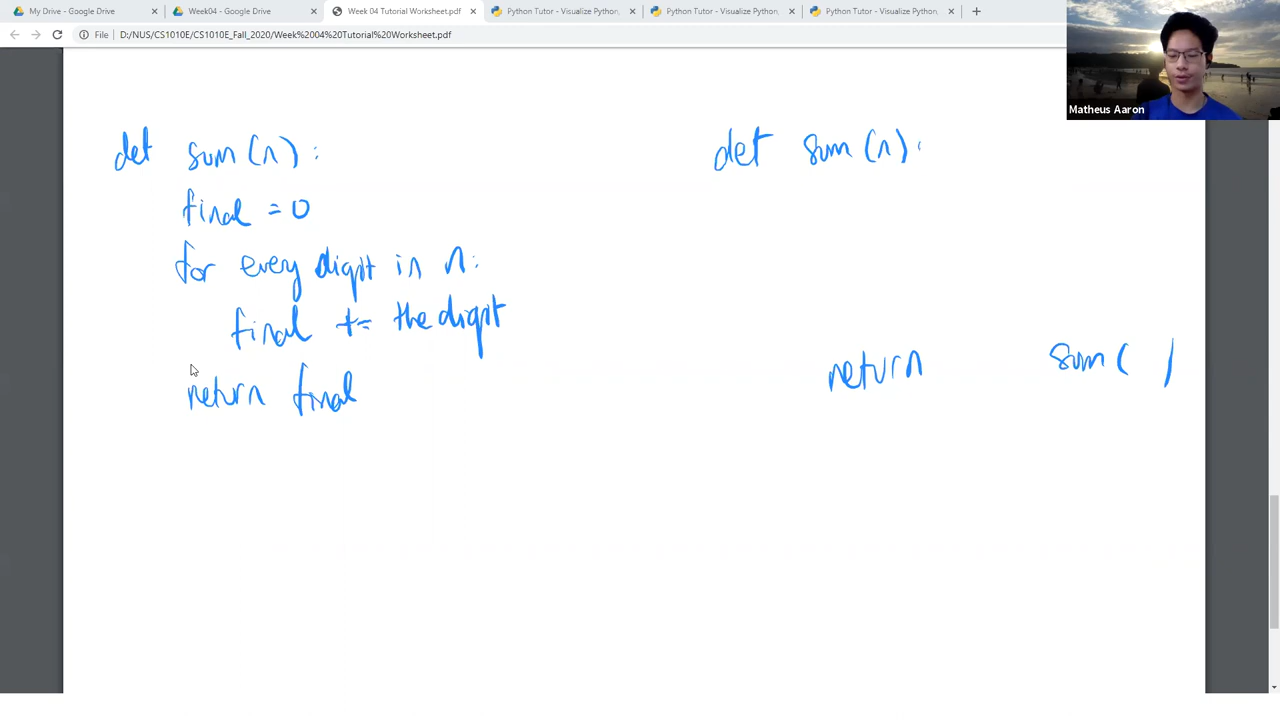 My Drive - Google Drive
Week04 - Google Drive
Week 04 Tutorial Worksheet.pdf
Python Tutor - Visualize Python,
Python Tutor - Visualize Python,
Python Tutor - Visualize Python,
File
D:/NUS/CS1010E/CS1010E_Fall_2020/Week%2004%20Tutorial%20Worksheet.pdf
Matheus Aaron
def sum(n):
final = 0
for every digit in n:
final += the digit
return final
def sum(n):
return sum( )